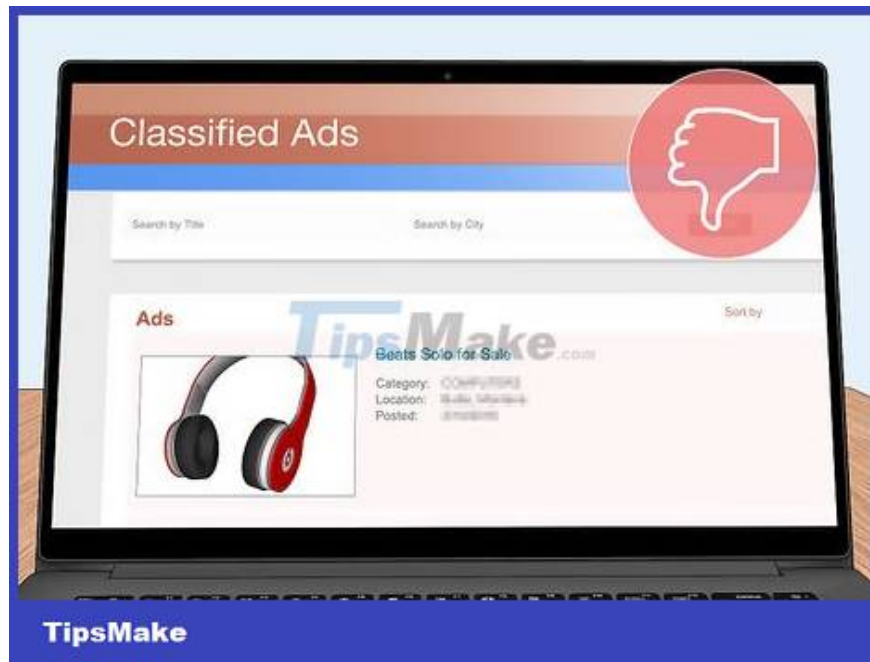 Classified Ads
Search by Title
Search by City
Ads
Sort by
TipsMake.com
Beats Solo for Sale
Category:
Location:
Posted:
TipsMake